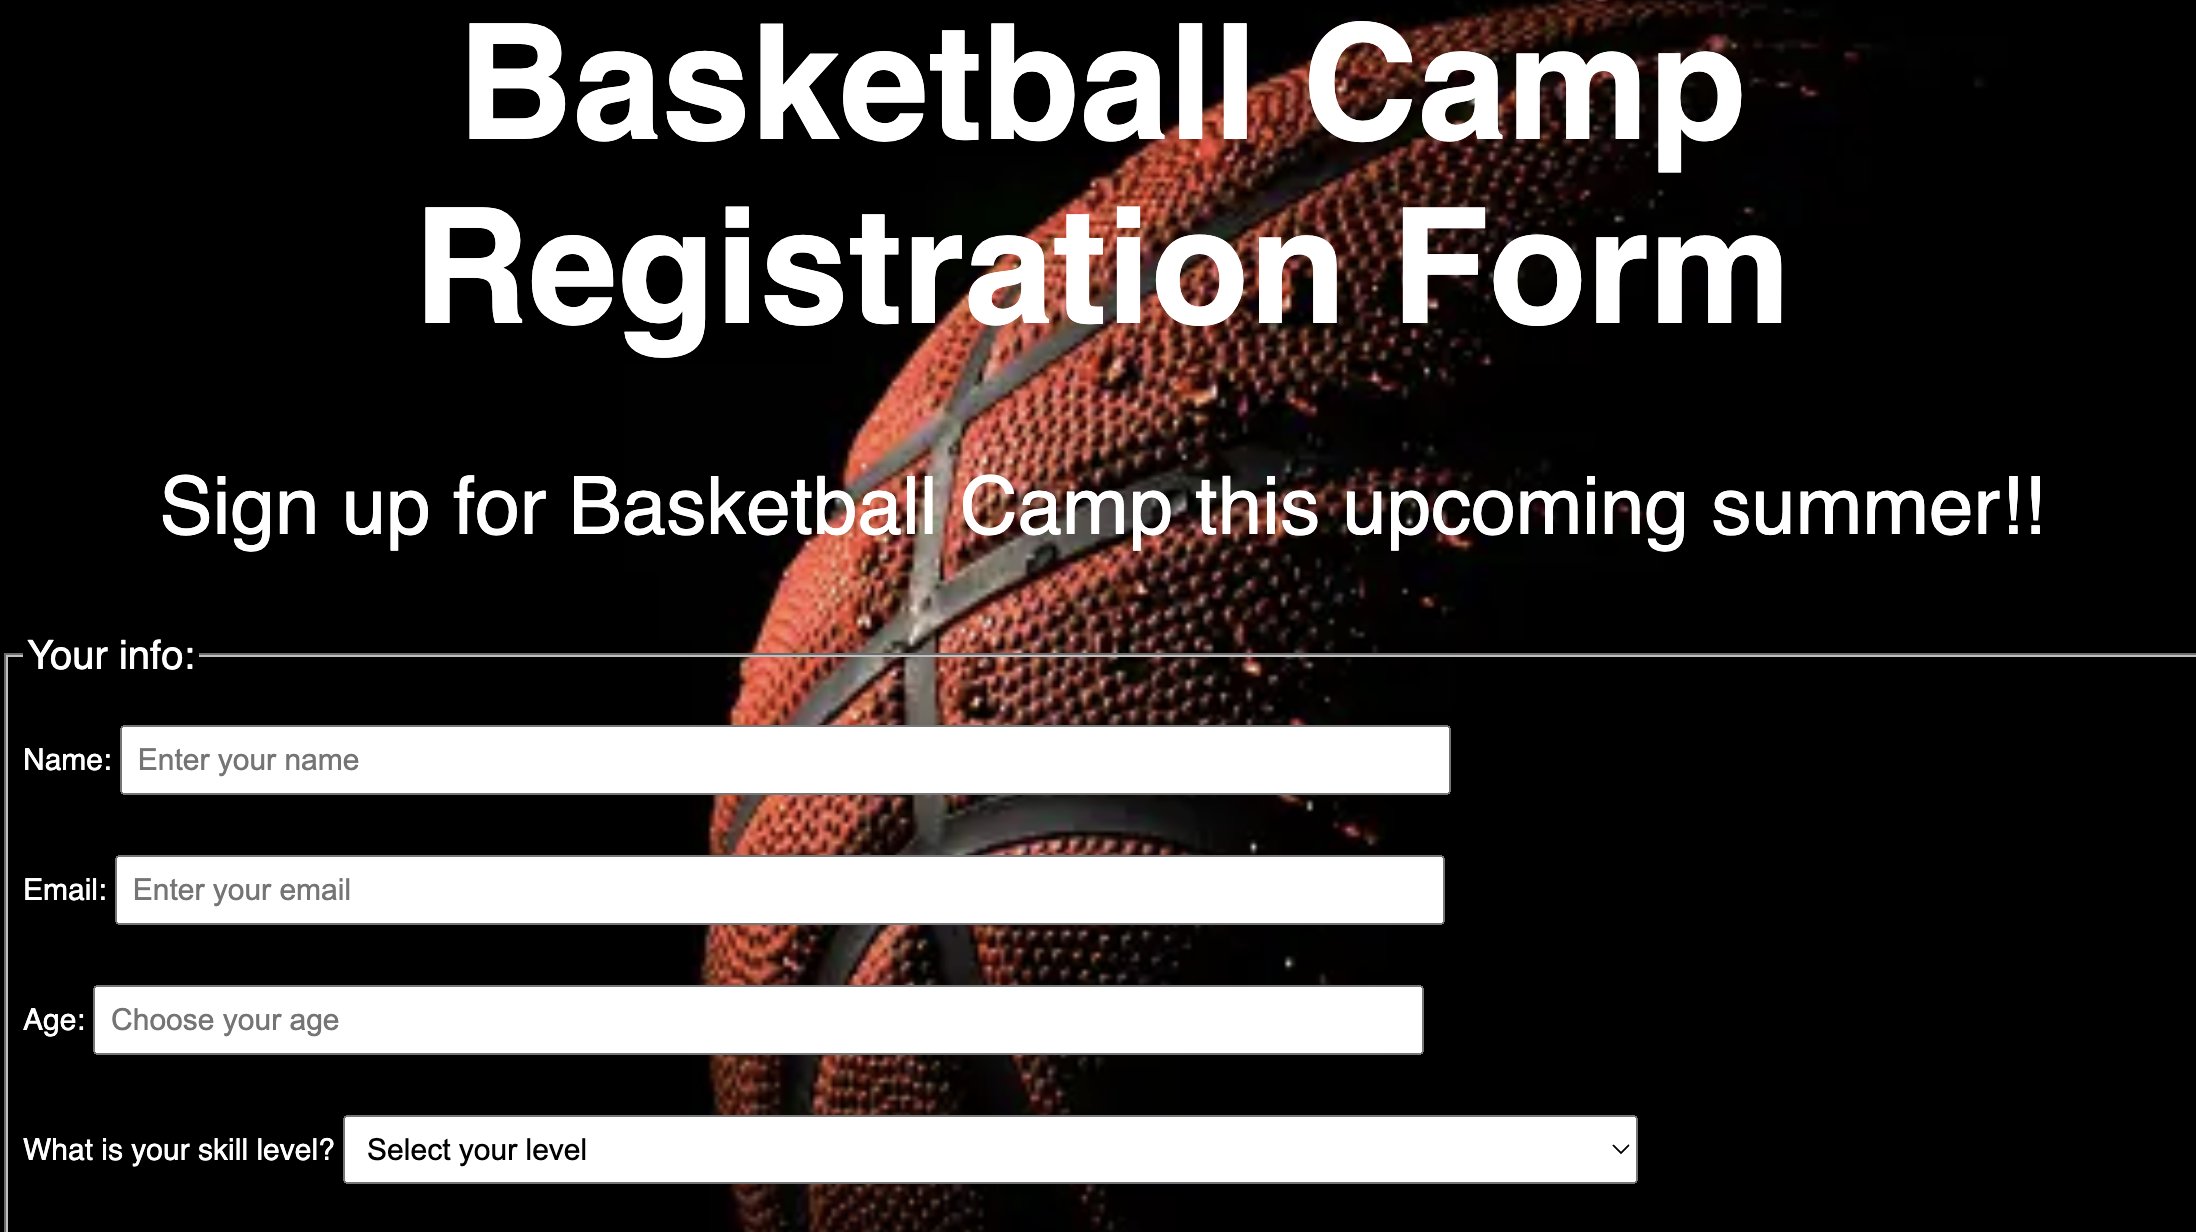 Basketball Camp
Registration Form
Sign up for Basketball Camp this upcoming summer!!
Your info:
Name: Enter your name
Email: Enter your email
Age: Choose your age
What is your skill level? Select your level